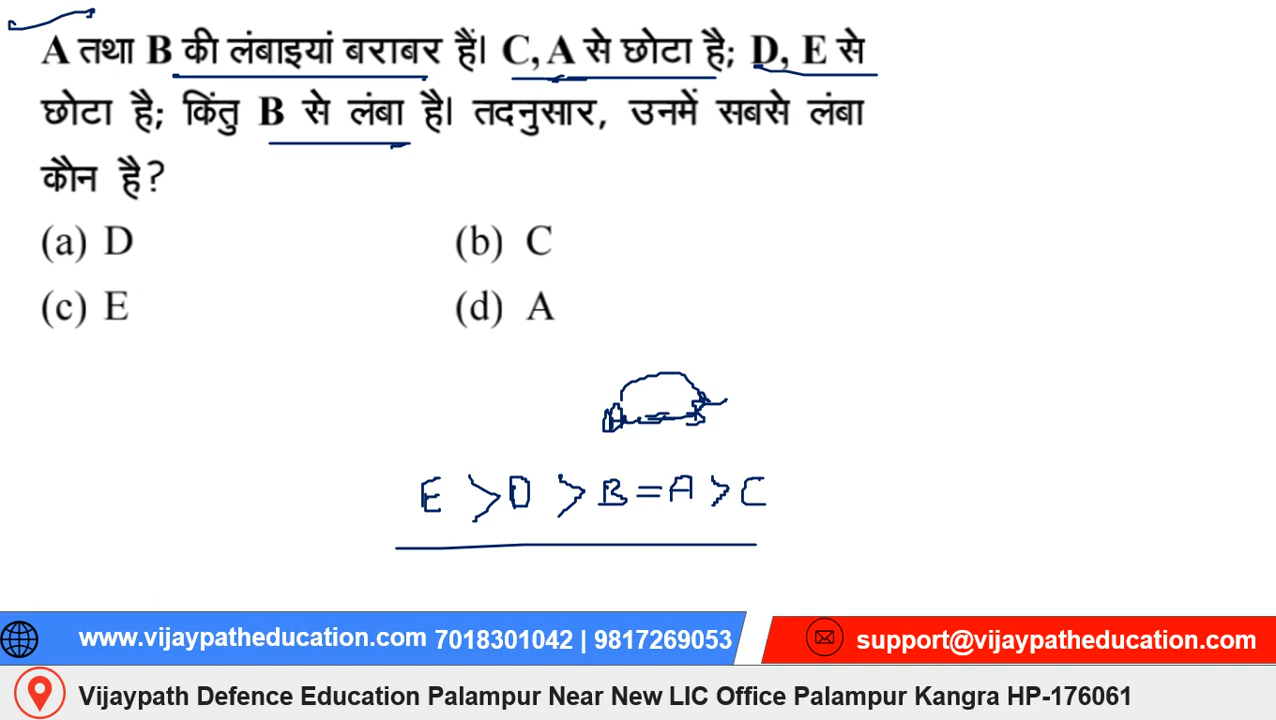 A तथा B की लंबाइयां बराबर हैं। C, A से छोटा है; D, E से
छोटा है; किंतु B से लंबा है। तदनुसार, उनमें सबसे लंबा
कौन है?
(a) D (b) C
(c) E (d) A
E > D > B = A > C
www.vijaypatheducation.com 7018301042 | 9817269053 support@vijaypatheducation.com
Vijaypath Defence Education Palampur Near New LIC Office Palampur Kangra HP-176061